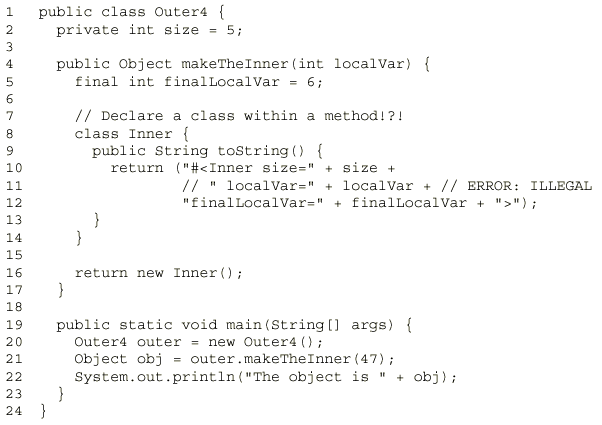 1 public class Outer4 {
2   private int size = 5;
3
4   public Object makeTheInner(int localVar) {
5     final int finalLocalVar = 6;
6
7     // Declare a class within a method!?!
8     class Inner {
9       public String toString() {
10         return ("#<Inner size=" + size +
11                 // " localVar=" + localVar + // ERROR: ILLEGAL
12                 "finalLocalVar=" + finalLocalVar + ">");
13       }
14     }
15
16     return new Inner();
17   }
18
19   public static void main(String[] args) {
20     Outer4 outer = new Outer4();
21     Object obj = outer.makeTheInner(47);
22     System.out.println("The object is " + obj);
23   }
24 }